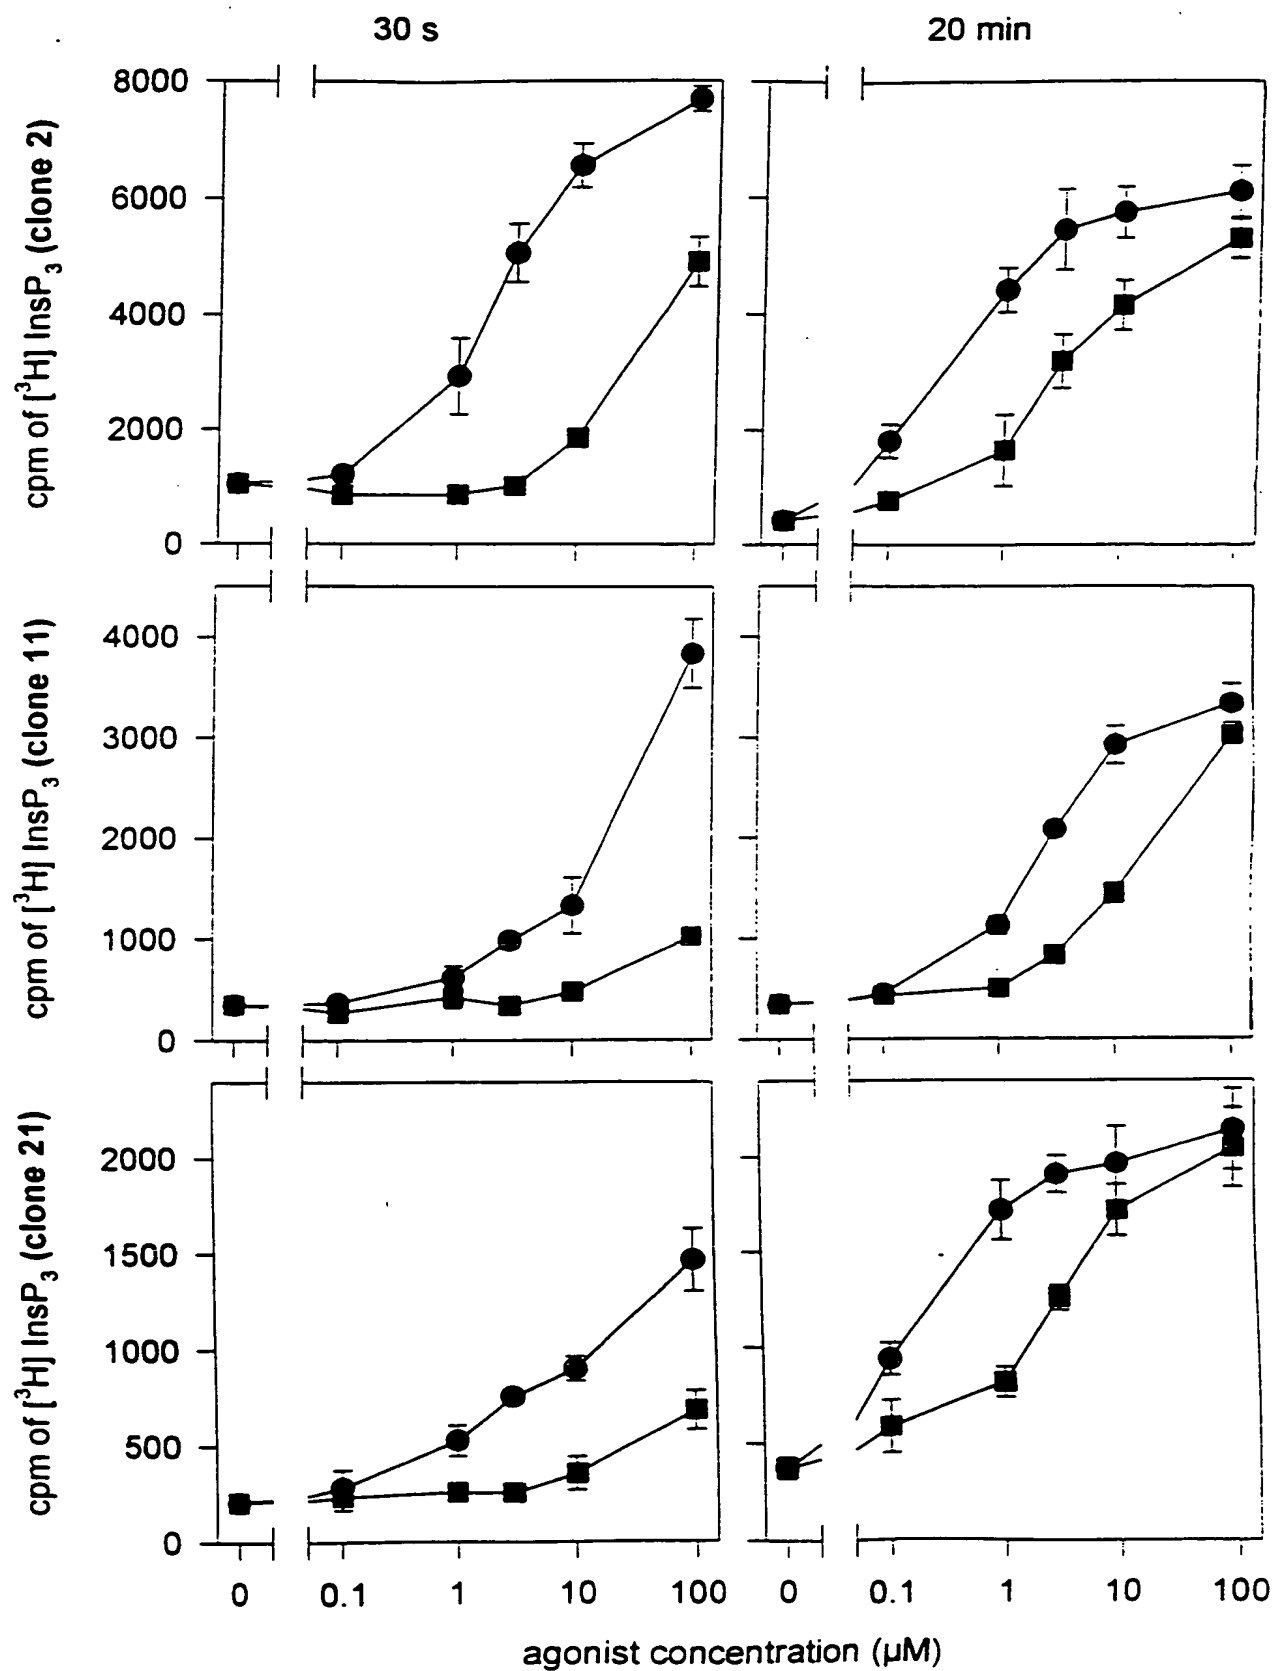 30 s
20 min
cpm of [³H] InsP₃ (clone 2)
8000
6000
4000
2000
0
cpm of [³H] InsP₃ (clone 11)
4000
3000
2000
1000
0
cpm of [³H] InsP₃ (clone 21)
2000
1500
1000
500
0
0 0.1 1 10 100
0 0.1 1 10 100
agonist concentration (µM)